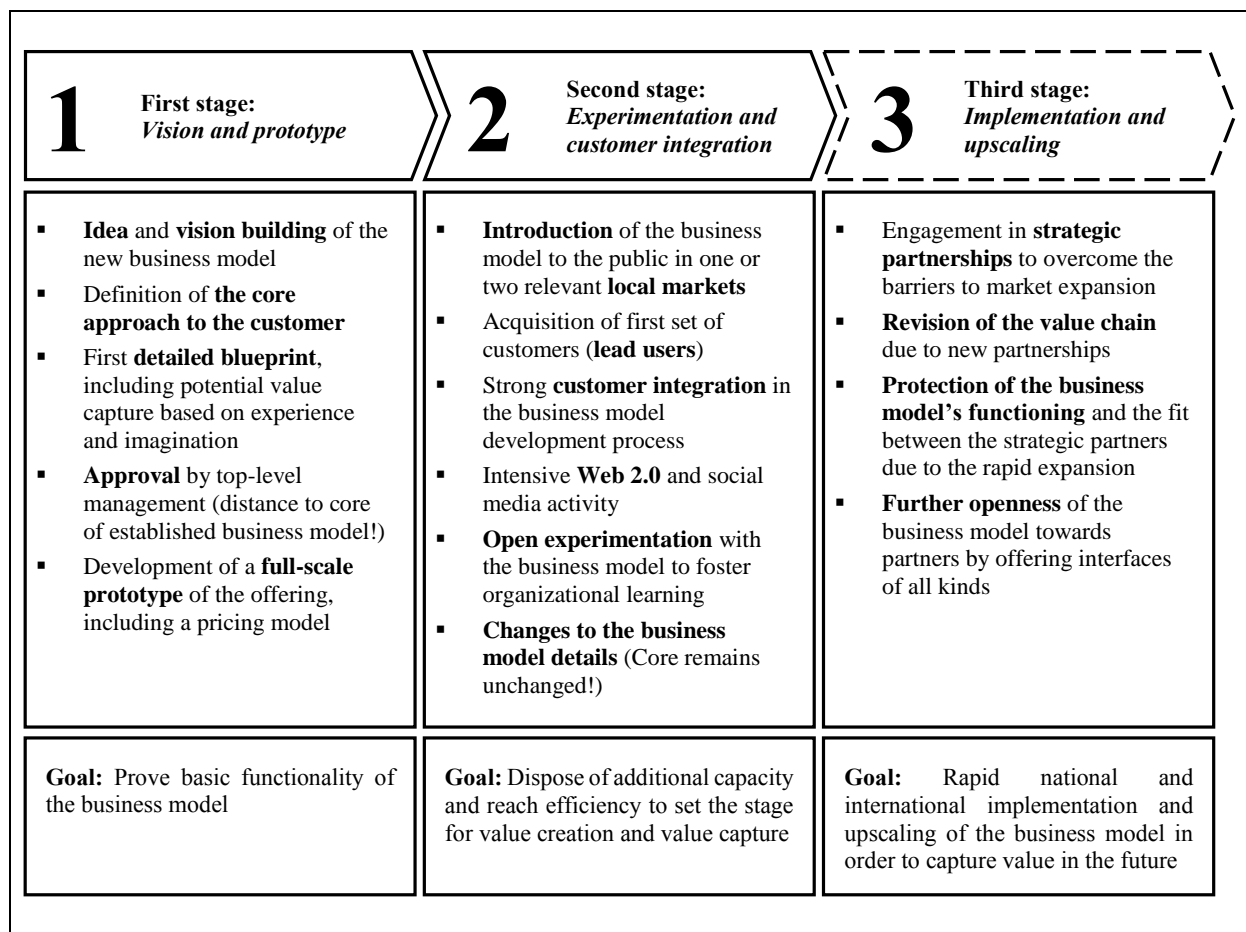 1
First stage:
Vision and prototype
2
Second stage:
Experimentation and
customer integration
3
Third stage:
Implementation and
upscaling
▪ Idea and vision building of the
new business model
▪ Definition of the core
approach to the customer
▪ First detailed blueprint,
including potential value
capture based on experience
and imagination
▪ Approval by top-level
management (distance to core
of established business model!)
▪ Development of a full-scale
prototype of the offering,
including a pricing model
▪ Introduction of the business
model to the public in one or
two relevant local markets
▪ Acquisition of first set of
customers (lead users)
▪ Strong customer integration in
the business model
development process
▪ Intensive Web 2.0 and social
media activity
▪ Open experimentation with
the business model to foster
organizational learning
▪ Changes to the business
model details (Core remains
unchanged!)
▪ Engagement in strategic
partnerships to overcome the
barriers to market expansion
▪ Revision of the value chain
due to new partnerships
▪ Protection of the business
model’s functioning and the fit
between the strategic partners
due to the rapid expansion
▪ Further openness of the
business model towards
partners by offering interfaces
of all kinds
Goal: Prove basic functionality of
the business model
Goal: Dispose of additional capacity
and reach efficiency to set the stage
for value creation and value capture
Goal: Rapid national and
international implementation and
upscaling of the business model in
order to capture value in the future